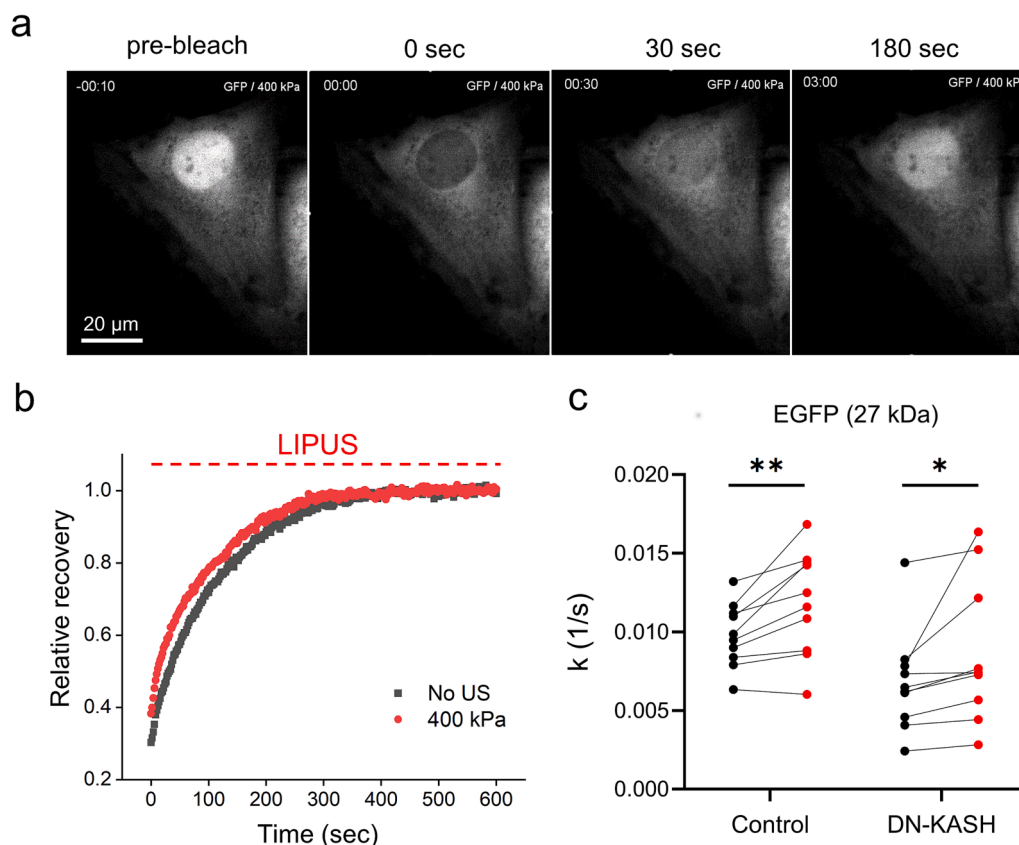 a
pre-bleach 0 sec 30 sec 180 sec
-00:10 GFP / 400 kPa 00:00 GFP / 400 kPa 00:30 GFP / 400 kPa 03:00 GFP / 400 kPa
20 µm
b
LIPUS
Relative recovery
1.0
0.8
0.6
0.4
0.2
No US
400 kPa
0 100 200 300 400 500 600
Time (sec)
c
EGFP (27 kDa)
** *
k (1/s)
0.020
0.015
0.010
0.005
0.000
Control DN-KASH